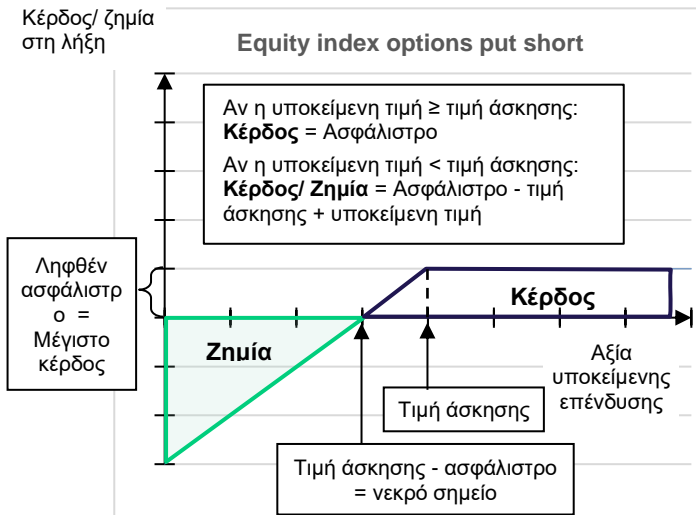 Κέρδος/ ζημία
στη λήξη
Equity index options put short
Αν η υποκείμενη τιμή ≥ τιμή άσκησης:
Κέρδος = Ασφάλιστρο
Αν η υποκείμενη τιμή < τιμή άσκησης:
Κέρδος/ Ζημία = Ασφάλιστρο - τιμή
άσκησης + υποκείμενη τιμή
Ληφθέν
ασφάλιστρ
ο =
Μέγιστο
κέρδος
Κέρδος
Ζημία
Αξία
υποκείμενης
επένδυσης
Τιμή άσκησης
Τιμή άσκησης - ασφάλιστρο
= νεκρό σημείο